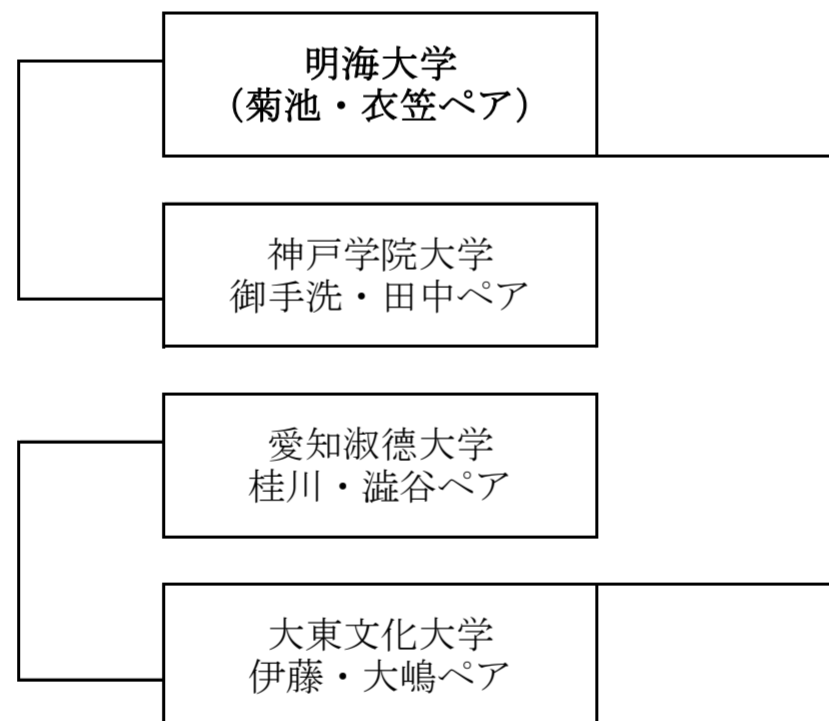 明海大学
（菊池・衣笠ペア）
神戸学院大学
御手洗・田中ペア
愛知淑德大学
桂川・澁谷ペア
大東文化大学
伊藤・大嶋ペア